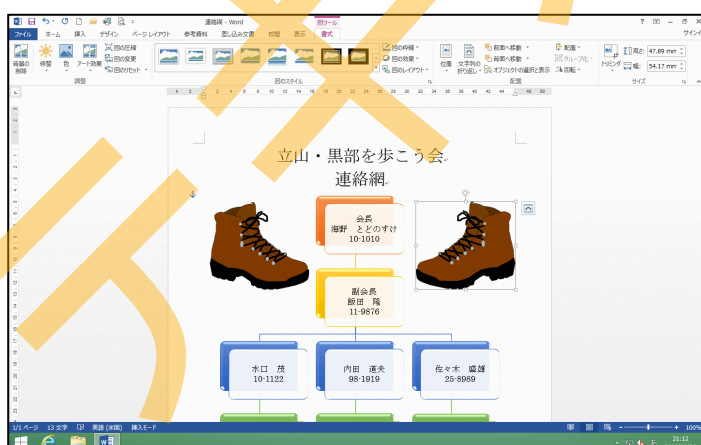 連絡網 - Word
図ツール
ファイル ホーム 挿入 デザイン ページ レイアウト 参考資料 差し込み文書 校閲 表示 書式
サインイン
背景の削除
修整
色
アート効果
図の圧縮
図の変更
図のリセット
調整
図のスタイル
図の枠線
図の効果
図のレイアウト
位置
文字列の折り返し
前面へ移動
背面へ移動
オブジェクトの選択と表示
配置
グループ化
回転
配置
トリミング
高さ: 47.89 mm
幅: 54.17 mm
サイズ
立山・黒部を歩こう会
連絡網
会長
海野 とどのすけ
10-1010
副会長
飯田 隆
11-9876
水口 茂
10-1122
内田 道夫
98-1919
佐々木 盛雄
25-8989
1/1 ページ 13 文字 英語 (米国) 挿入モード
100%
21:12